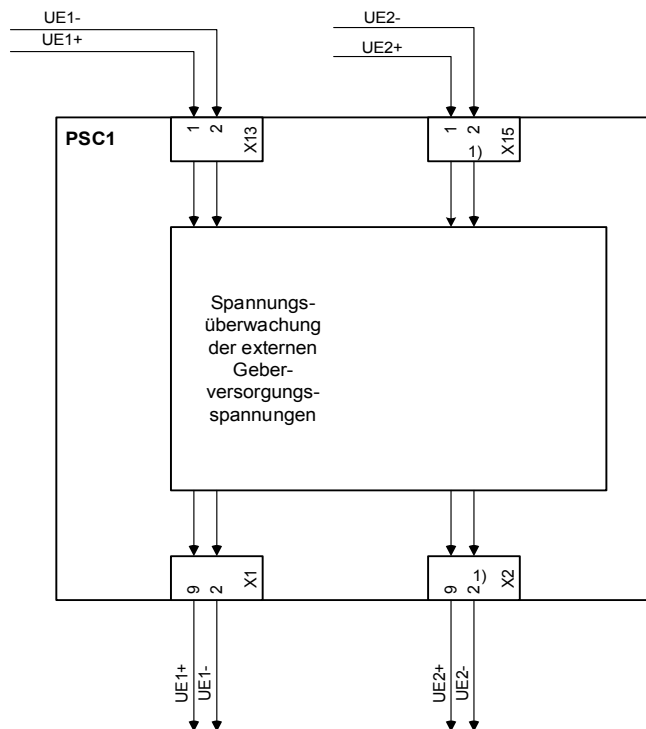 UE1-
UE1+
UE2-
UE2+
PSC1
1
2
X13
1
2
1)
X15
Spannungs-
überwachung
der externen
Geber-
versorgungs-
spannungen
9
2
X1
9
2
1)
X2
UE1+
UE1-
UE2+
UE2-